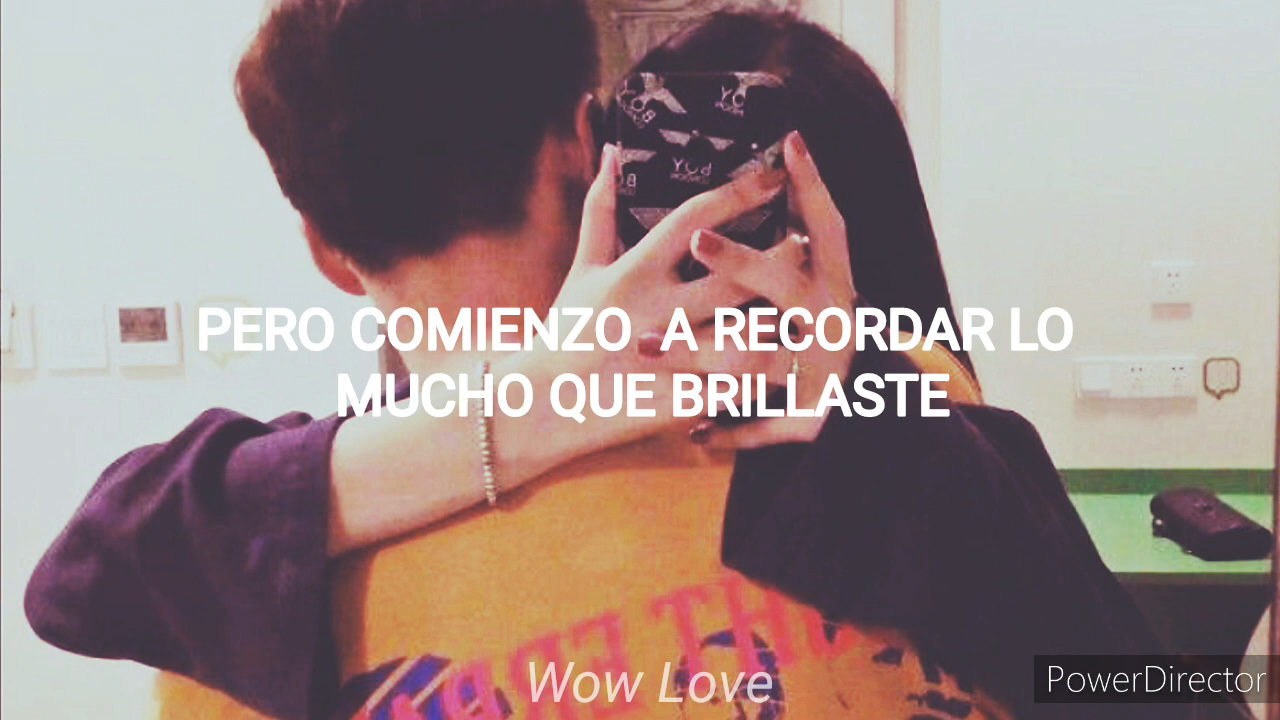 PERO COMIENZO A RECORDAR LO
MUCHO QUE BRILLASTE
Wow Love
PowerDirector